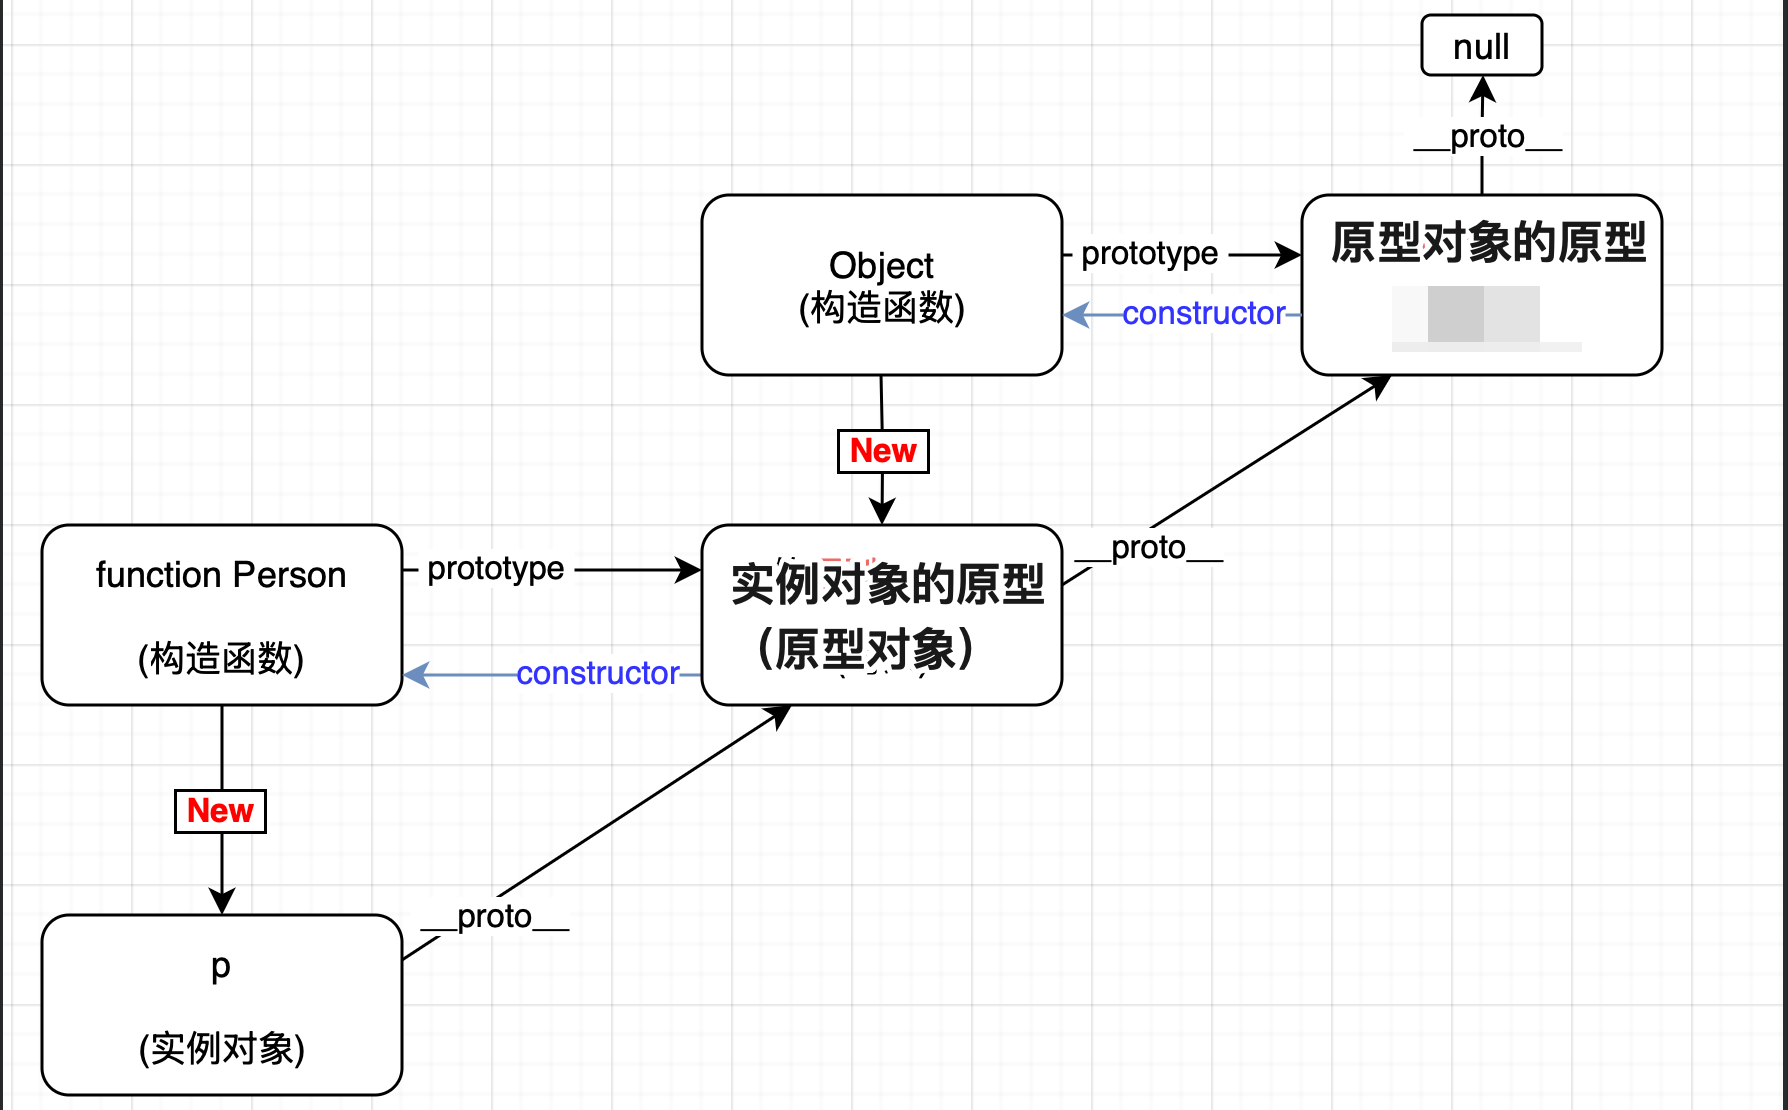 null
__proto__
Object
(构造函数)
prototype
constructor
原型对象的原型
New
__proto__
function Person
(构造函数)
prototype
constructor
实例对象的原型
(原型对象)
New
__proto__
p
(实例对象)